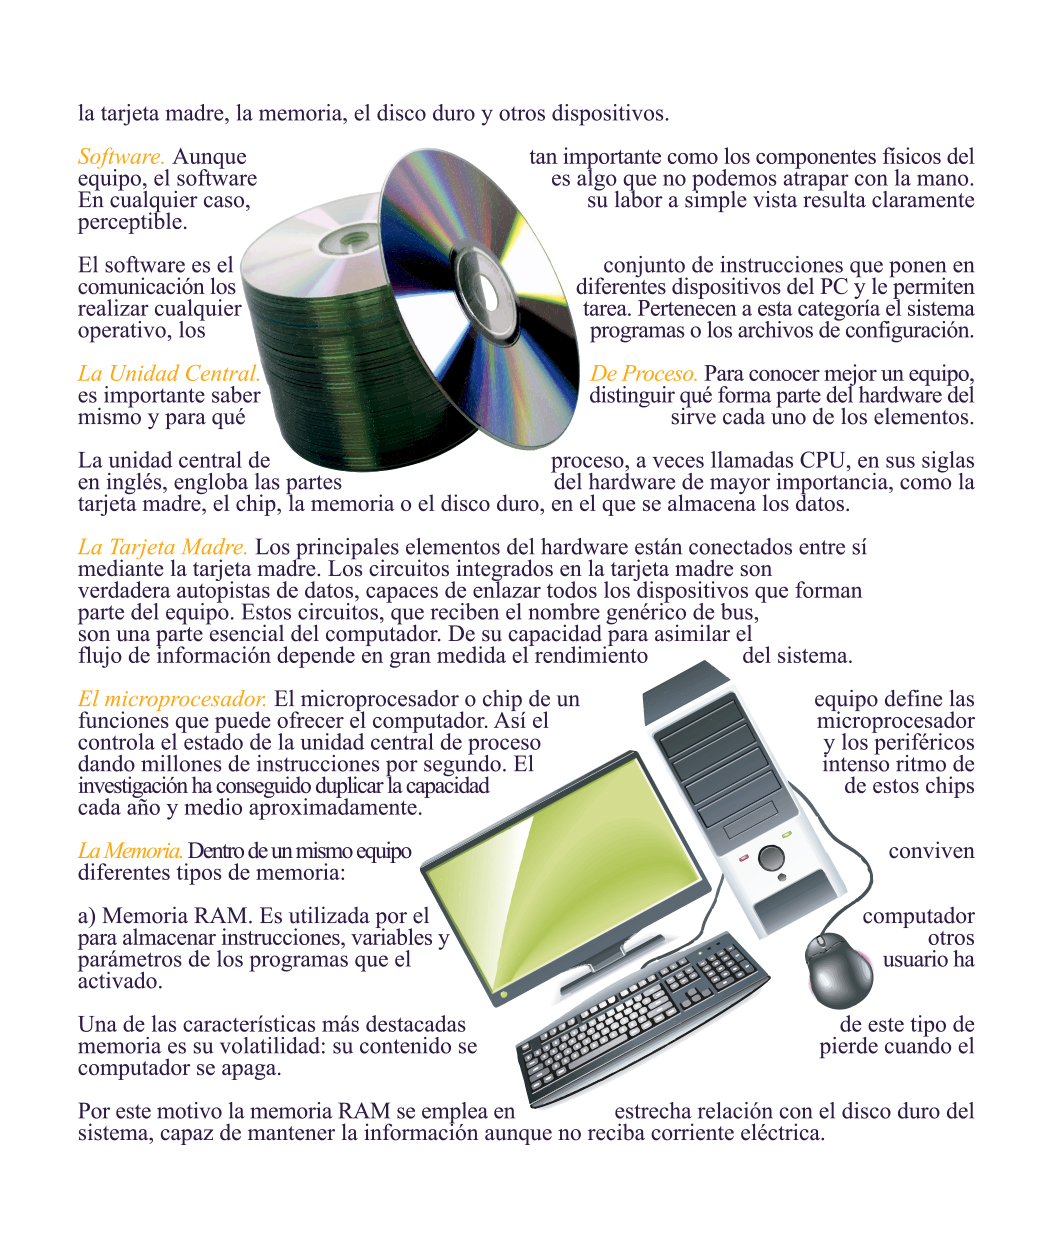 la tarjeta madre, la memoria, el disco duro y otros dispositivos.
Software. Aunque tan importante como los componentes físicos del
equipo, el software es algo que no podemos atrapar con la mano.
En cualquier caso, su labor a simple vista resulta claramente
perceptible.
El software es el conjunto de instrucciones que ponen en
comunicación los diferentes dispositivos del PC y le permiten
realizar cualquier tarea. Pertenecen a esta categoría el sistema
operativo, los programas o los archivos de configuración.
La Unidad Central. De Proceso. Para conocer mejor un equipo,
es importante saber distinguir qué forma parte del hardware del
mismo y para qué sirve cada uno de los elementos.
La unidad central de proceso, a veces llamadas CPU, en sus siglas
en inglés, engloba las partes del hardware de mayor importancia, como la
tarjeta madre, el chip, la memoria o el disco duro, en el que se almacena los datos.
La Tarjeta Madre. Los principales elementos del hardware están conectados entre sí
mediante la tarjeta madre. Los circuitos integrados en la tarjeta madre son
verdadera autopistas de datos, capaces de enlazar todos los dispositivos que forman
parte del equipo. Estos circuitos, que reciben el nombre genérico de bus,
son una parte esencial del computador. De su capacidad para asimilar el
flujo de información depende en gran medida el rendimiento del sistema.
El microprocesador. El microprocesador o chip de un equipo define las
funciones que puede ofrecer el computador. Así el microprocesador
controla el estado de la unidad central de proceso y los periféricos
dando millones de instrucciones por segundo. El intenso ritmo de
investigación ha conseguido duplicar la capacidad de estos chips
cada año y medio aproximadamente.
La Memoria. Dentro de un mismo equipo conviven
diferentes tipos de memoria:
a) Memoria RAM. Es utilizada por el computador
para almacenar instrucciones, variables y otros
parámetros de los programas que el usuario ha
activado.
Una de las características más destacadas de este tipo de
memoria es su volatilidad: su contenido se pierde cuando el
computador se apaga.
Por este motivo la memoria RAM se emplea en estrecha relación con el disco duro del
sistema, capaz de mantener la información aunque no reciba corriente eléctrica.